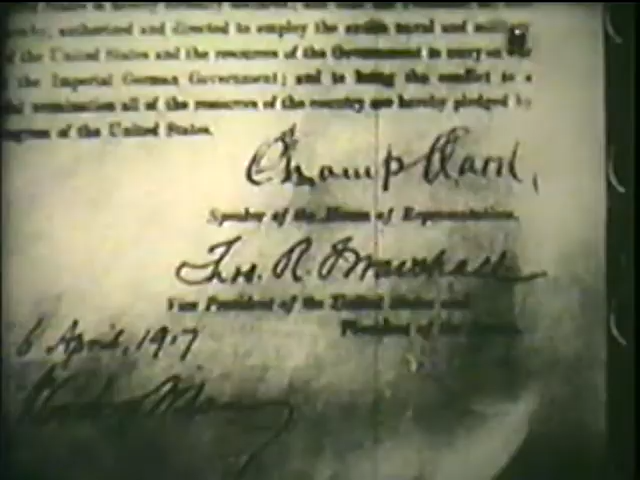 authorized and directed to employ the entire naval and military
of the United States and the resources of the Government to carry on
the Imperial German Government; and to bring the conflict to a
termination all of the resources of the country are hereby pledged by
of the United States.
Champ Clark,
Speaker of the House of Representatives.
Thos. R. Marshall
Vice President of the United States and
President of the
6 April, 1917